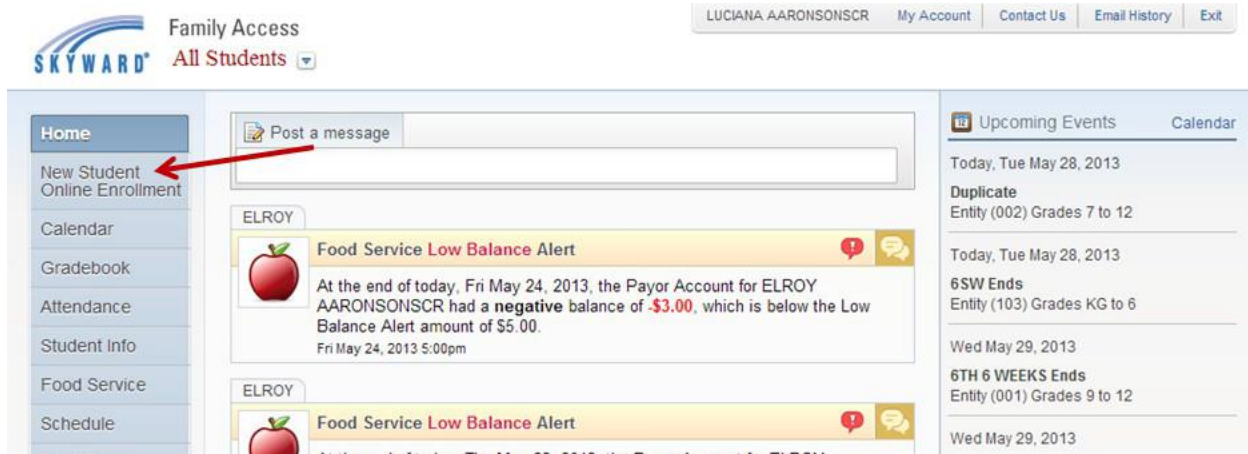 Family Access
SKYWARD®
All Students
LUCIANA AARONSONSCR My Account Contact Us Email History Exit
Home
New Student
Online Enrollment
Calendar
Gradebook
Attendance
Student Info
Food Service
Schedule
Post a message
ELROY
Food Service Low Balance Alert
At the end of today, Fri May 24, 2013, the Payor Account for ELROY
AARONSONSCR had a negative balance of -$3.00, which is below the Low
Balance Alert amount of $5.00.
Fri May 24, 2013 5:00pm
ELROY
Food Service Low Balance Alert
12 Upcoming Events Calendar
Today, Tue May 28, 2013
Duplicate
Entity (002) Grades 7 to 12
Today, Tue May 28, 2013
6SW Ends
Entity (103) Grades KG to 6
Wed May 29, 2013
6TH 6 WEEKS Ends
Entity (001) Grades 9 to 12
Wed May 29, 2013